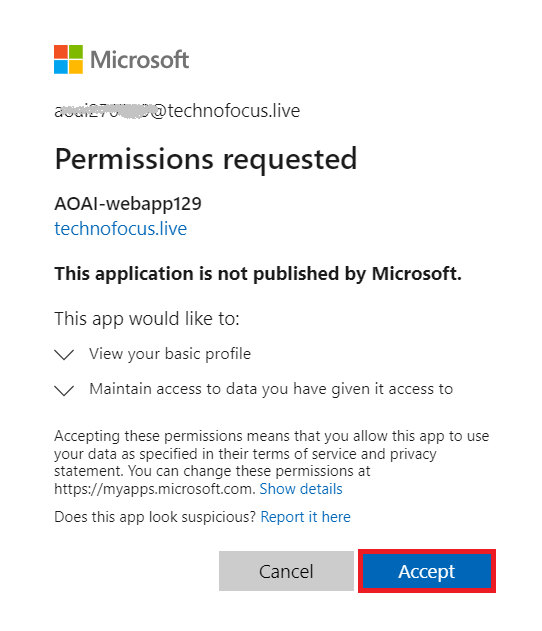 Microsoft
@technofocus.live
Permissions requested
AOAI-webapp129
technofocus.live
This application is not published by Microsoft.
This app would like to:
View your basic profile
Maintain access to data you have given it access to
Accepting these permissions means that you allow this app to use
your data as specified in their terms of service and privacy
statement. You can change these permissions at
https://myapps.microsoft.com. Show details
Does this app look suspicious? Report it here
Cancel
Accept